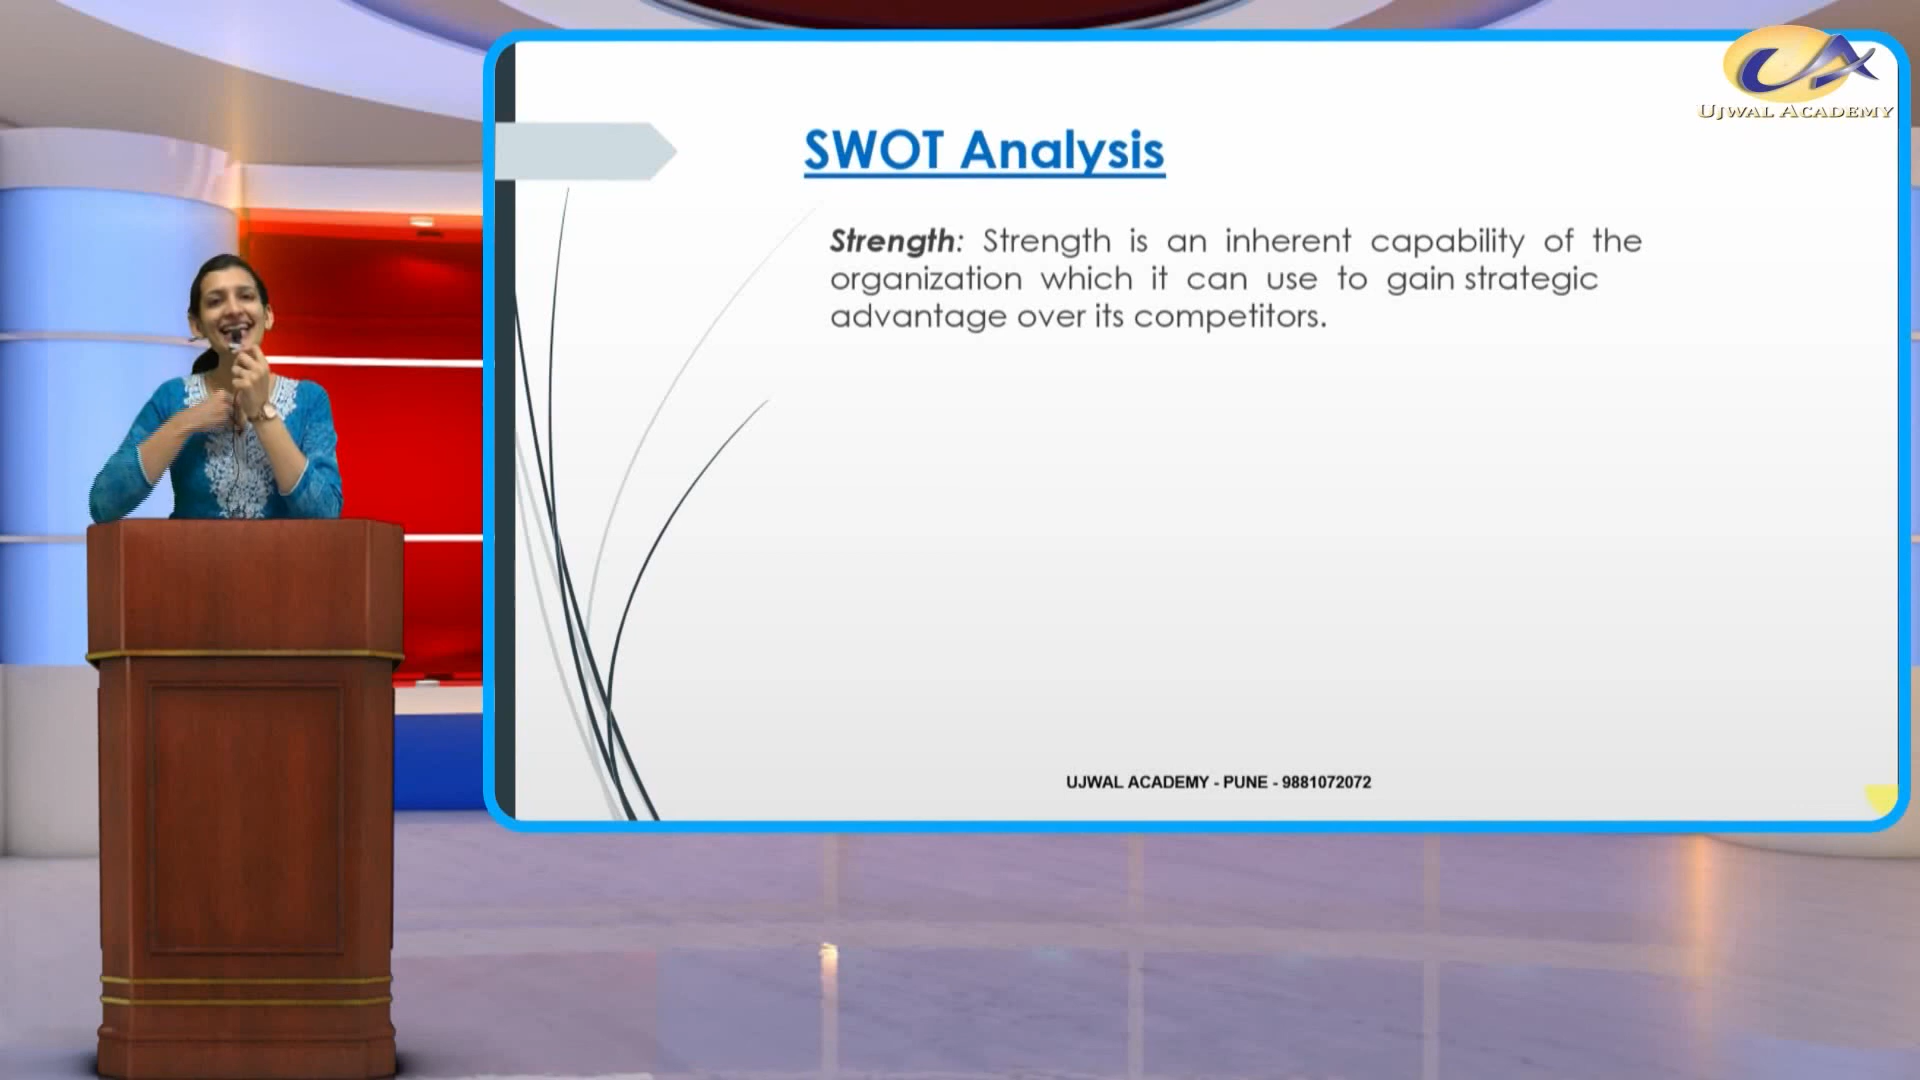 UJWAL ACADEMY
SWOT Analysis
Strength: Strength is an inherent capability of the
organization which it can use to gain strategic
advantage over its competitors.
UJWAL ACADEMY - PUNE - 9881072072